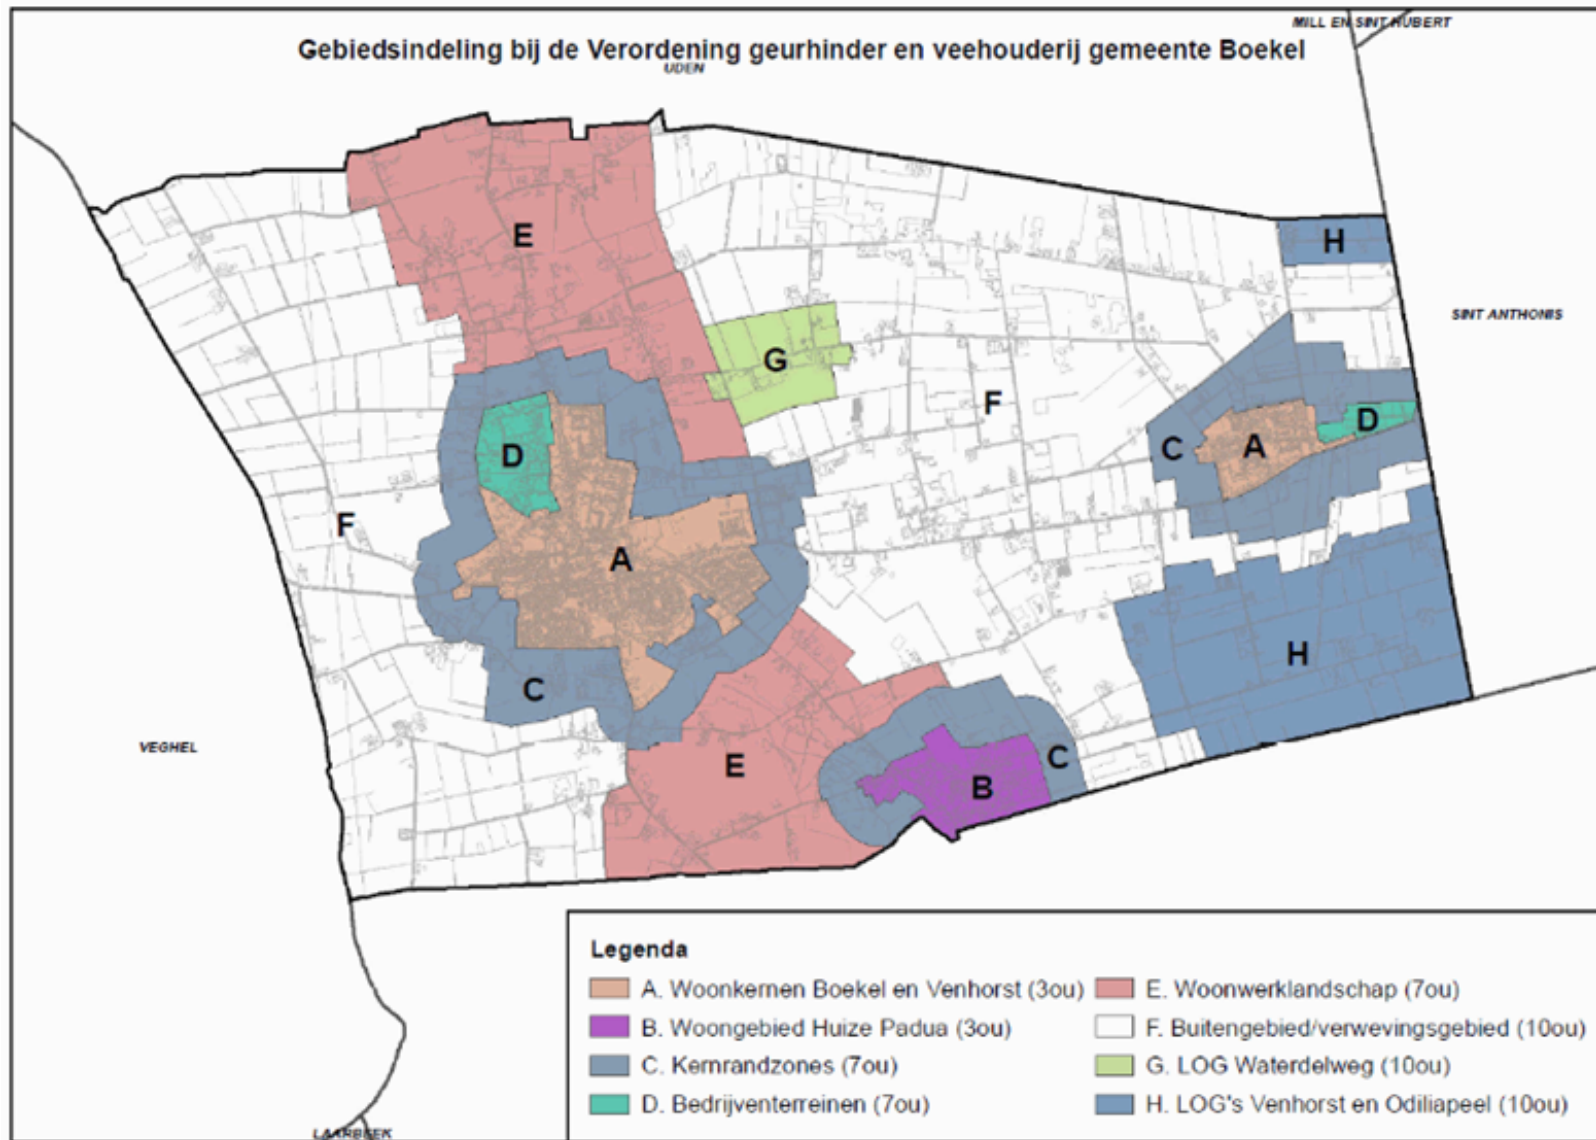 MILL EN SINT HUBERT
Gebiedsindeling bij de Verordening geurhinder en veehouderij gemeente Boekel
UDEN
E
H
SINT ANTHONIS
G
F
D
C
A
D
F
A
H
C
VEGHEL
E
C
B
Legenda
A. Woonkernen Boekel en Venhorst (3ou)
E. Woonwerklandschap (7ou)
B. Woongebied Huize Padua (3ou)
F. Buitengebied/verwevingsgebied (10ou)
C. Kernrandzones (7ou)
G. LOG Waterdelweg (10ou)
D. Bedrijventerreinen (7ou)
H. LOG's Venhorst en Odiliapeel (10ou)
LAARBEEK